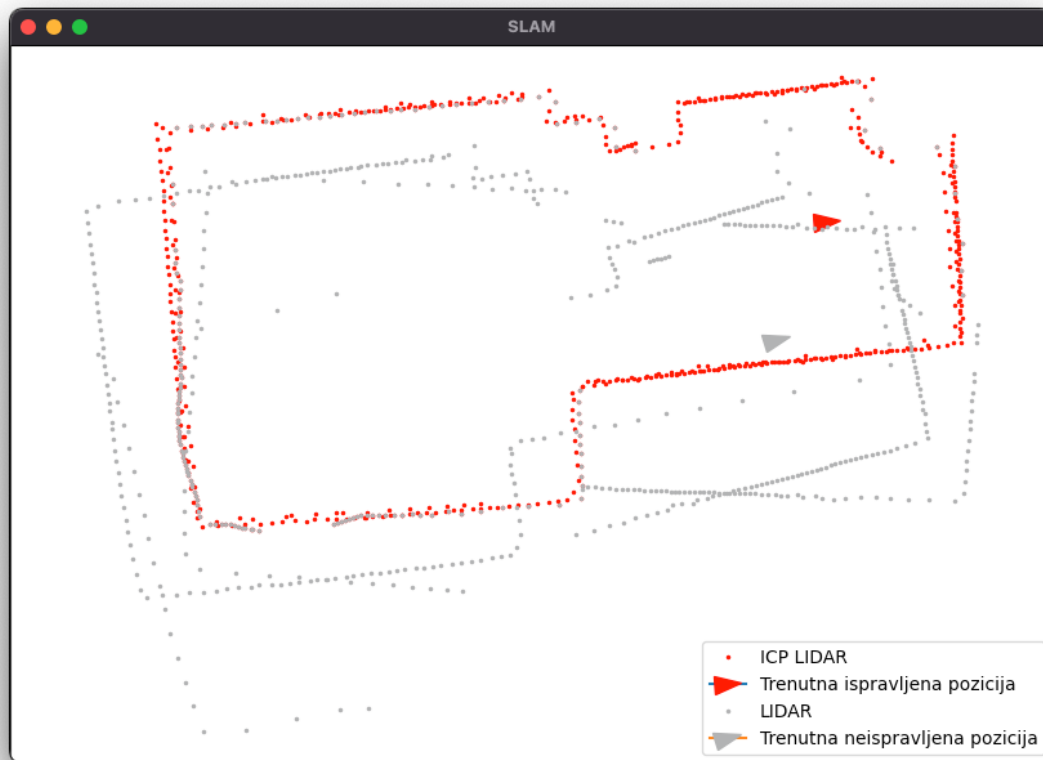 SLAM
ICP LIDAR
Trenutna ispravljena pozicija
LIDAR
Trenutna neispravljena pozicija